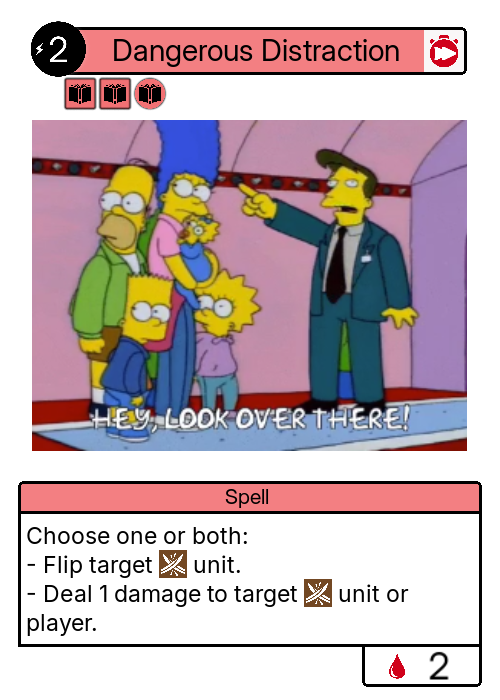 2
Dangerous Distraction
HEY, LOOK OVER THERE!
Spell
Choose one or both:
- Flip target unit.
- Deal 1 damage to target unit or
player.
2